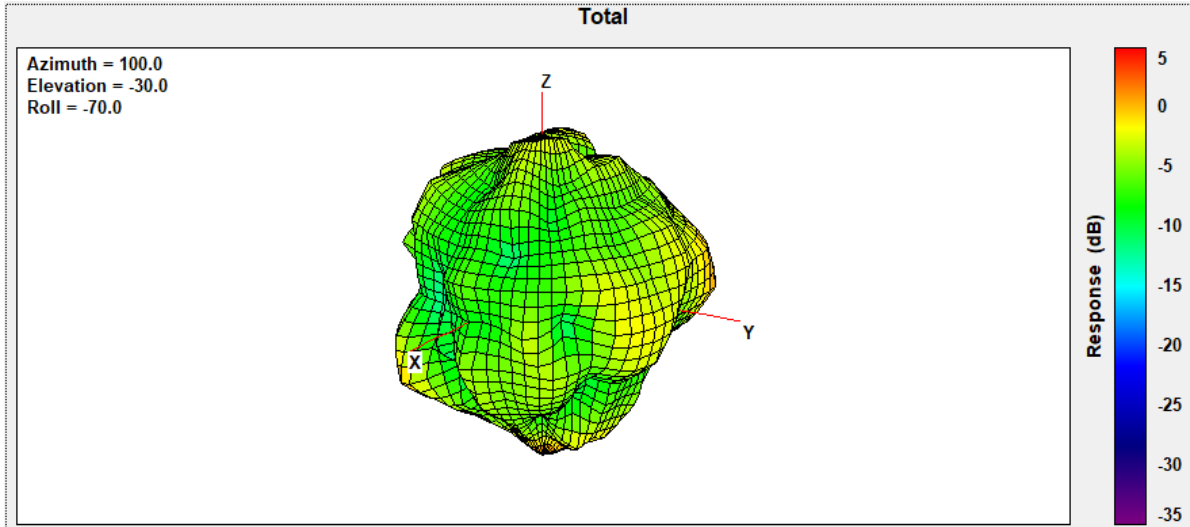 Total
Azimuth = 100.0
Elevation = -30.0
Roll = -70.0
Z
Y
X
Response (dB)
5
0
-5
-10
-15
-20
-25
-30
-35